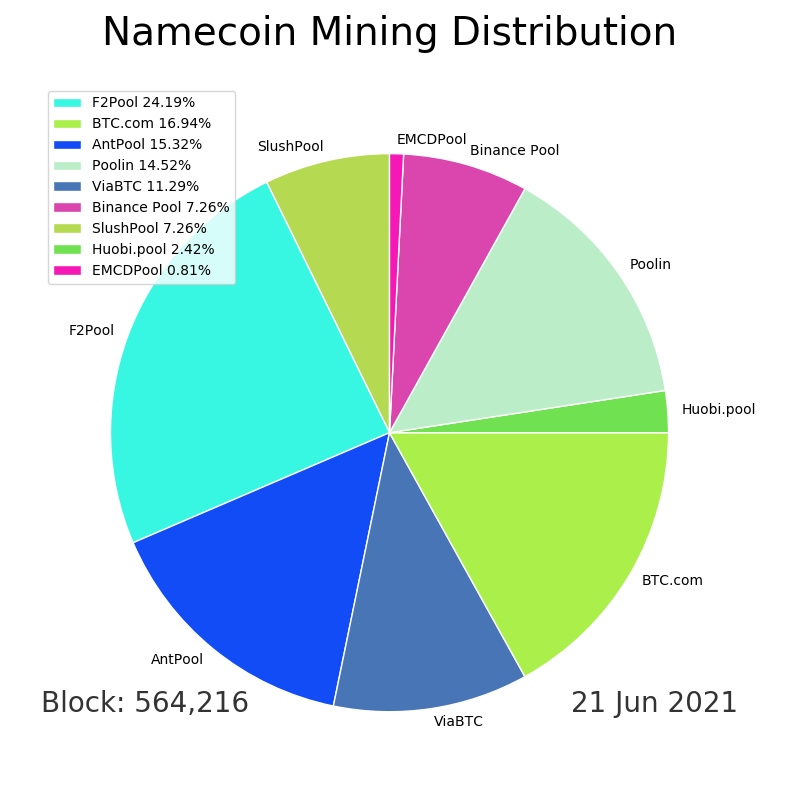 Namecoin Mining Distribution
F2Pool 24.19%
BTC.com 16.94%
AntPool 15.32%
Poolin 14.52%
ViaBTC 11.29%
Binance Pool 7.26%
SlushPool 7.26%
Huobi.pool 2.42%
EMCDPool 0.81%
EMCDPool
SlushPool
Binance Pool
Poolin
F2Pool
Huobi.pool
BTC.com
AntPool
ViaBTC
Block: 564,216
21 Jun 2021